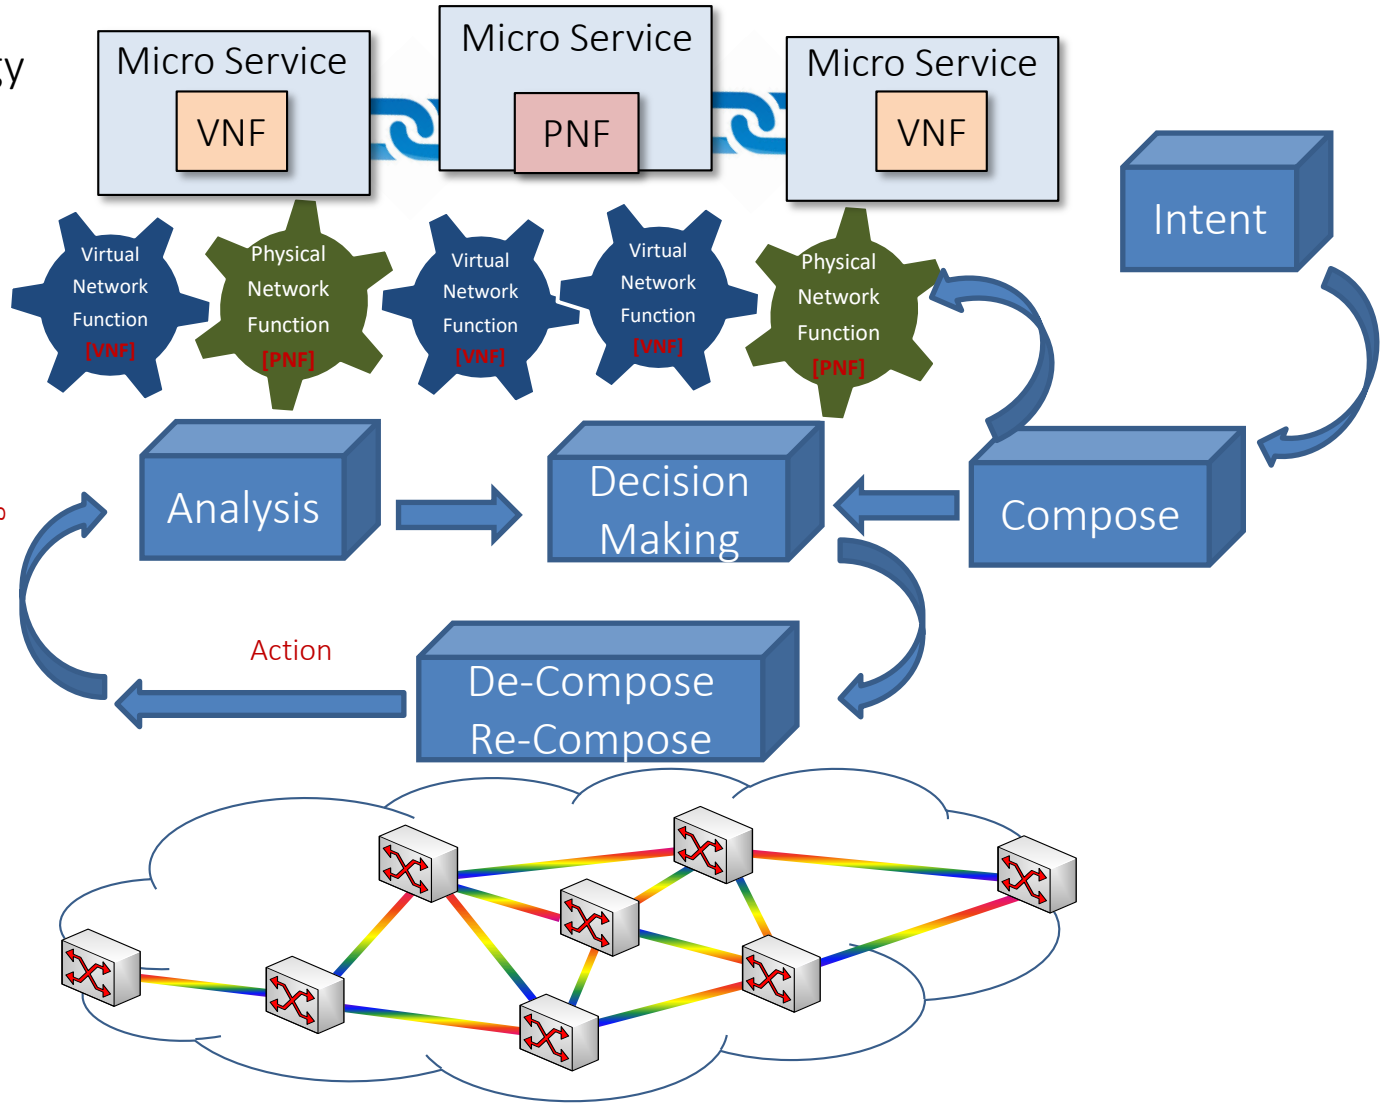 gy
Micro Service
VNF
Micro Service
PNF
Micro Service
VNF
Intent
Virtual
Network
Function
[VNF]
Physical
Network
Function
[PNF]
Virtual
Network
Function
[VNF]
Virtual
Network
Function
[VNF]
Physical
Network
Function
[PNF]
Analysis
Decision
Making
Compose
Action
De-Compose
Re-Compose